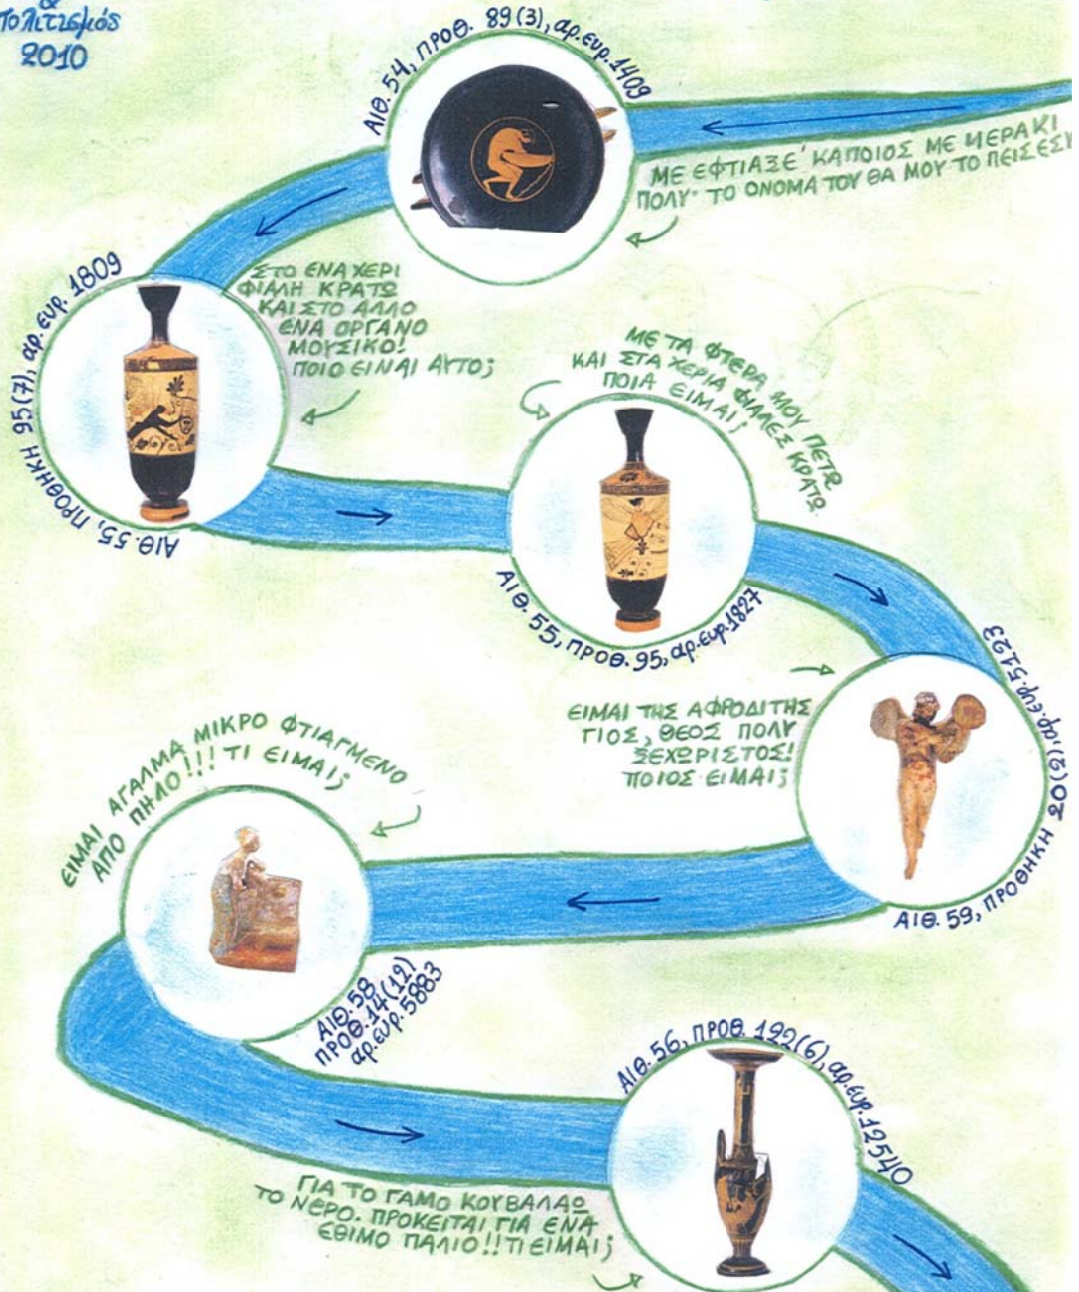 &
Πολιτισμός
2010
ΑΙΘ. 54, ΠΡΟΘ. 89(3), αρ.ευρ.1409
ΜΕ ΕΦΤΙΑΞΕ ΚΑΠΟΙΟΣ ΜΕ ΜΕΡΑΚΙ
ΠΟΛΥ· ΤΟ ΟΝΟΜΑ ΤΟΥ ΘΑ ΜΟΥ ΤΟ ΠΕΙΣ ΕΣΥ
ΑΙΘ. 55, ΠΡΟΘΗΚΗ 95(7), αρ. ευρ. 1809
ΣΤΟ ΕΝΑ ΧΕΡΙ
ΦΙΑΛΗ ΚΡΑΤΩ
ΚΑΙ ΣΤΟ ΑΛΛΟ
ΕΝΑ ΟΡΓΑΝΟ
ΜΟΥΣΙΚΟ!
ΠΟΙΟ ΕΙΝΑΙ ΑΥΤΟ;
ΜΕ ΤΑ ΦΤΕΡΑ ΜΟΥ ΠΕΤΩ
ΚΑΙ ΣΤΑ ΧΕΡΙΑ ΦΙΑΛΕΣ ΚΡΑΤΩ.
ΠΟΙΑ ΕΙΜΑΙ;
ΑΙΘ. 55, ΠΡΟΘ. 95, αρ.ευρ.1827
ΕΙΜΑΙ ΤΗΣ ΑΦΡΟΔΙΤΗΣ
ΓΙΟΣ, ΘΕΟΣ ΠΟΛΥ
ΞΕΧΩΡΙΣΤΟΣ!
ΠΟΙΟΣ ΕΙΜΑΙ;
ΑΙΘ. 59, ΠΡΟΘΗΚΗ 20(2), αρ.ευρ.5123
ΕΙΜΑΙ ΑΓΑΛΜΑ ΜΙΚΡΟ ΦΤΙΑΓΜΕΝΟ
ΑΠΟ ΠΗΛΟ!!! ΤΙ ΕΙΜΑΙ;
ΑΙΘ. 58
ΠΡΟΘ. 14(12)
αρ.ευρ. 5883
ΑΙΘ. 56, ΠΡΟΘ. 122(6), αρ.ευρ.12540
ΓΙΑ ΤΟ ΓΑΜΟ ΚΟΥΒΑΛΑΩ
ΤΟ ΝΕΡΟ. ΠΡΟΚΕΙΤΑΙ ΓΙΑ ΕΝΑ
ΕΘΙΜΟ ΠΑΛΙΟ!! ΤΙ ΕΙΜΑΙ;